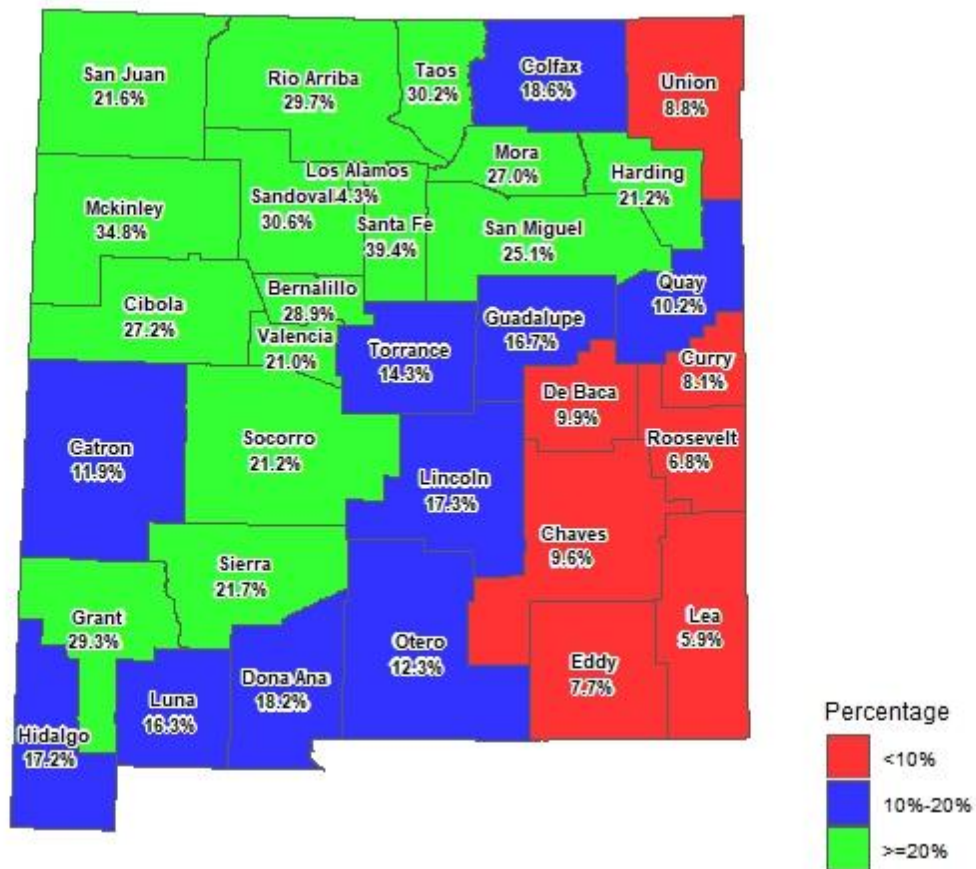 San Juan
21.6%
Rio Arriba
29.7%
Taos
30.2%
Colfax
18.6%
Union
8.8%
Mckinley
34.8%
Sandoval
30.6%
Los Alamos
4.3%
Santa Fe
39.4%
Mora
27.0%
Harding
21.2%
San Miguel
25.1%
Quay
10.2%
Cibola
27.2%
Bernalillo
28.9%
Valencia
21.0%
Torrance
14.3%
Guadalupe
16.7%
Curry
8.1%
De Baca
9.9%
Roosevelt
6.8%
Catron
11.9%
Socorro
21.2%
Lincoln
17.3%
Chaves
9.6%
Sierra
21.7%
Grant
29.3%
Lea
5.9%
Otero
12.3%
Eddy
7.7%
Dona Ana
18.2%
Luna
16.3%
Hidalgo
17.2%
Percentage
<10%
10%-20%
>=20%